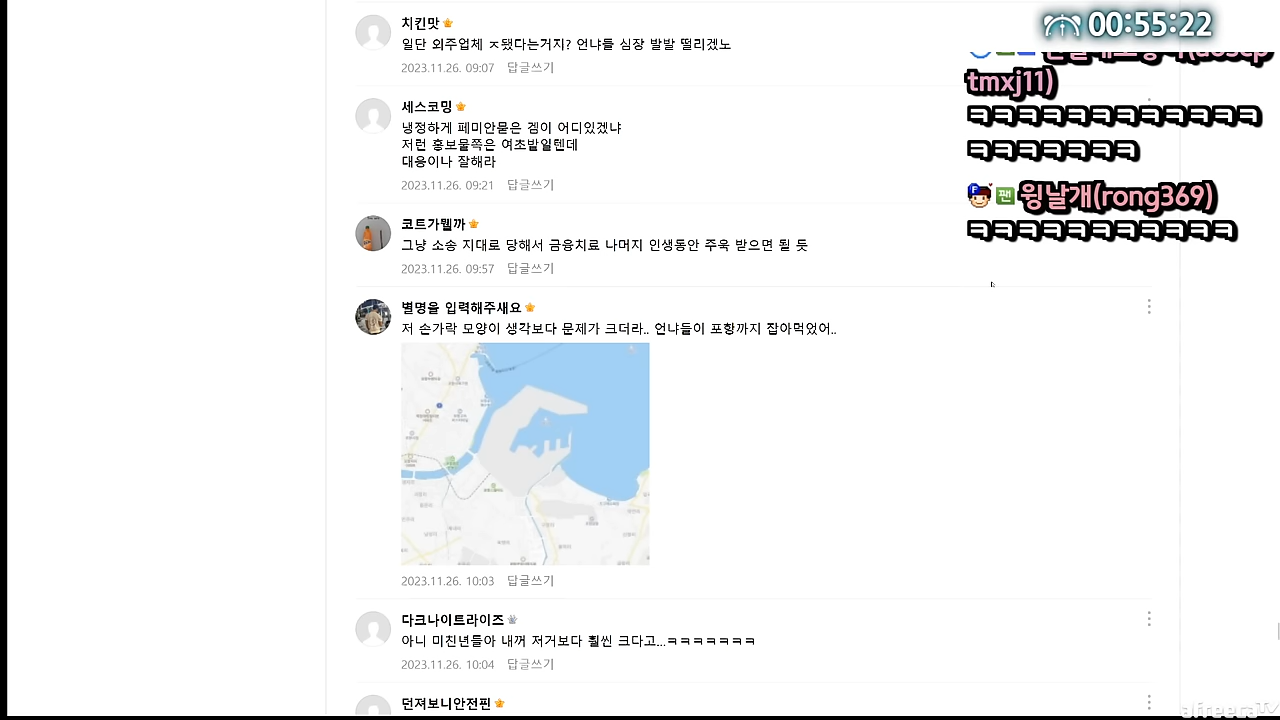 치킨맛
일단 외주업체 ㅈ됐다는거지? 언냐들 심장 발발 떨리겠노
2023.11.26. 09:07 답글쓰기
세스코밍
냉정하게 페미안묻은 겜이 어디있겠냐
저런 홍보물쪽은 여초밭일텐데
대응이나 잘해라
2023.11.26. 09:21 답글쓰기
코트가뷀까
그냥 소송 지대로 당해서 금융치료 나머지 인생동안 주욱 받으면 될 듯
2023.11.26. 09:57 답글쓰기
별명을 입력해주새요
저 손가락 모양이 생각보다 문제가 크더라.. 언냐들이 포항까지 잡아먹었어..
2023.11.26. 10:03 답글쓰기
다크나이트라이즈
아니 미친년들아 내꺼 저거보다 훨씬 크다고...ㅋㅋㅋㅋㅋㅋㅋ
2023.11.26. 10:04 답글쓰기
던져보니안전핀
00:55:22
tmxj11)
ㅋㅋㅋㅋㅋㅋㅋㅋㅋㅋㅋㅋ
ㅋㅋㅋㅋㅋㅋㅋ
F 팬 윙날개(rong369)
ㅋㅋㅋㅋㅋㅋㅋㅋㅋㅋㅋ
afreecaTV